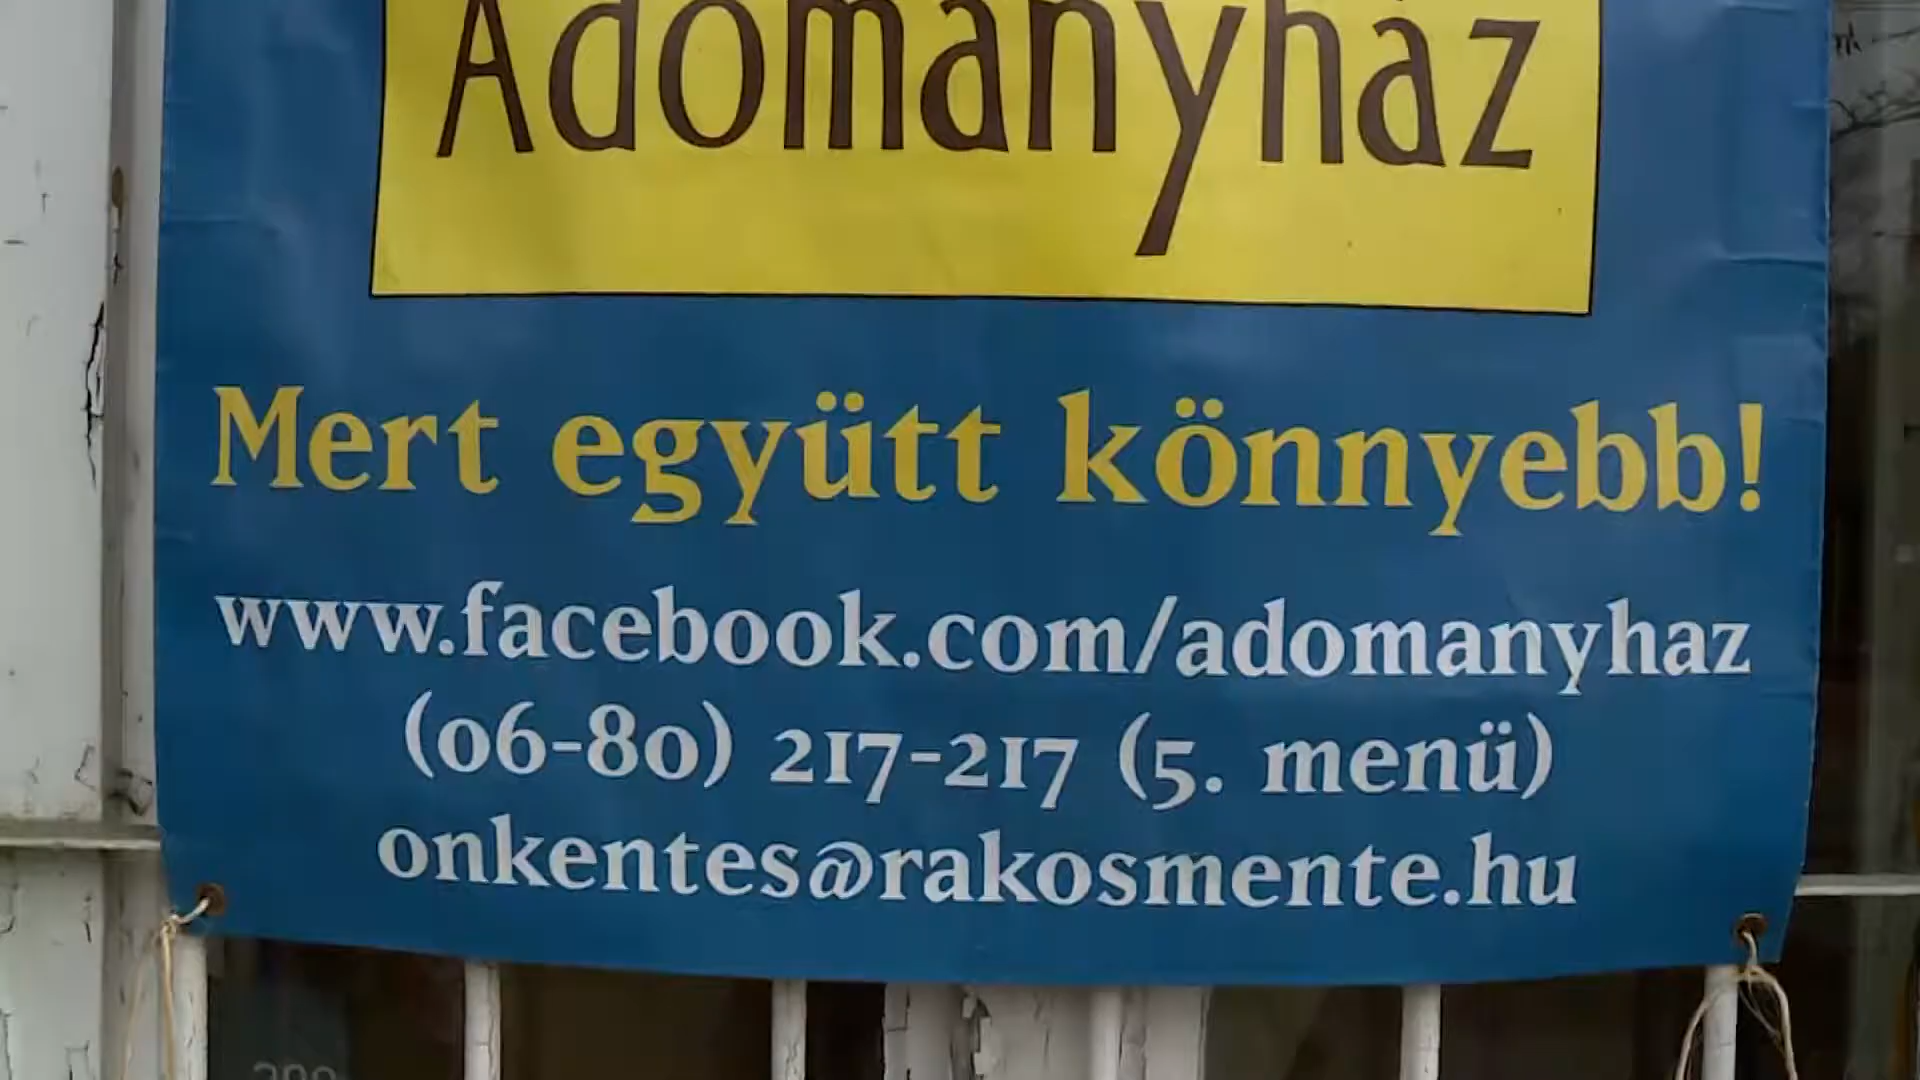 Adományház
Mert együtt könnyebb!
www.facebook.com/adomanyhaz
(06-80) 217-217 (5. menü)
onkentes@rakosmente.hu